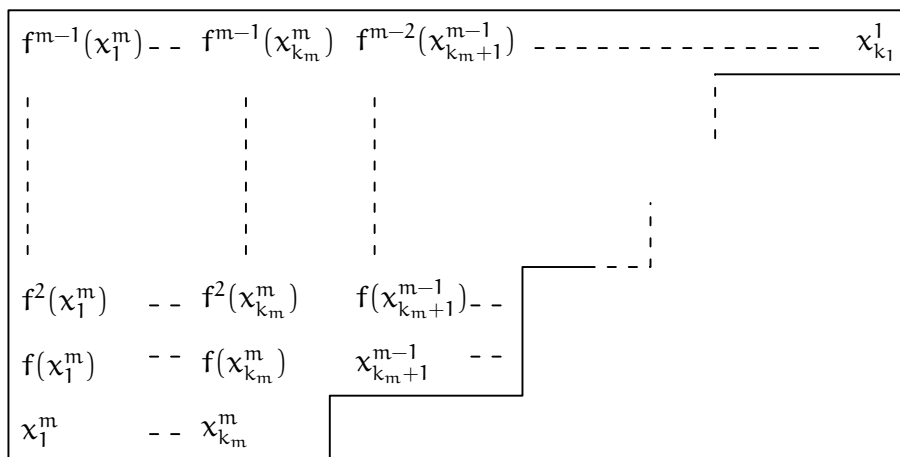 f^{m−1}(x_1^m) − − f^{m−1}(x_{k_m}^m) f^{m−2}(x_{k_m+1}^{m−1}) − − − − − − − − − − − − − − x_{k_1}^1
f^2(x_1^m) − − f^2(x_{k_m}^m) f(x_{k_m+1}^{m−1}) − −
f(x_1^m) − − f(x_{k_m}^m) x_{k_m+1}^{m−1} − −
x_1^m − − x_{k_m}^m